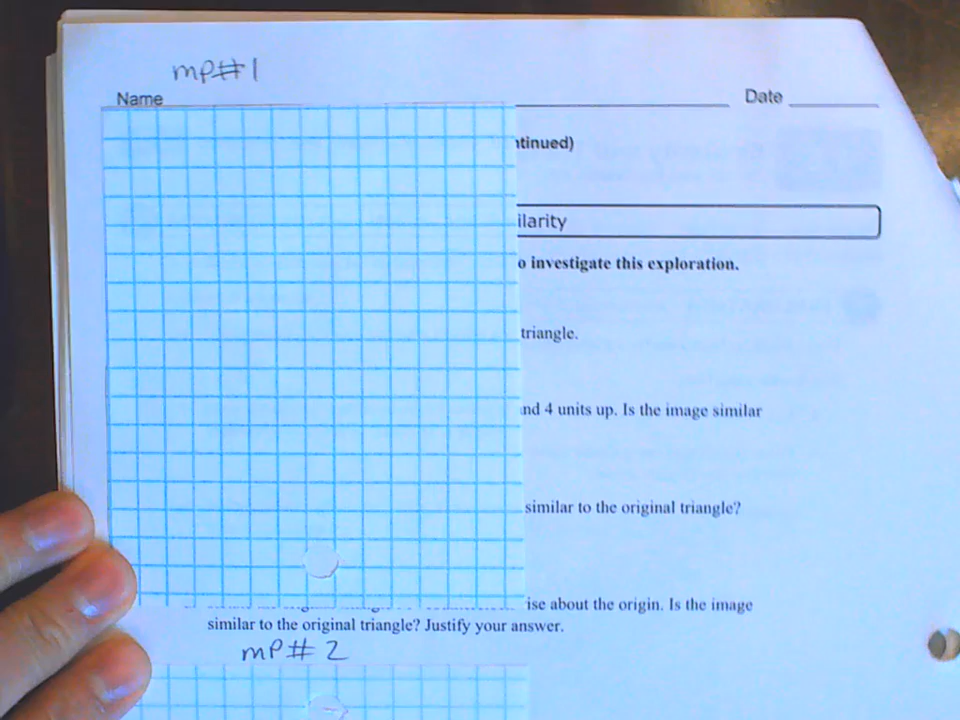 mp#1
Name Date
ntinued)
ilarity
o investigate this exploration.
triangle.
nd 4 units up. Is the image similar
similar to the original triangle?
ise about the origin. Is the image
similar to the original triangle? Justify your answer.
mp#2